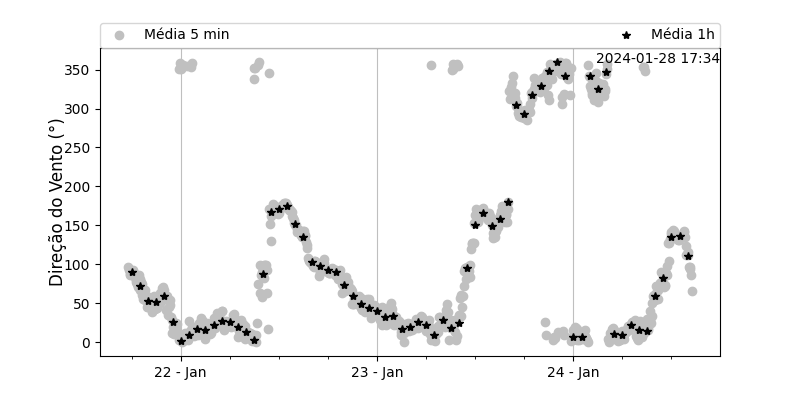 Média 5 min
Média 1h
2024-01-28 17:34
350
300
250
200
150
100
50
0
Direção do Vento (°)
22 - Jan
23 - Jan
24 - Jan